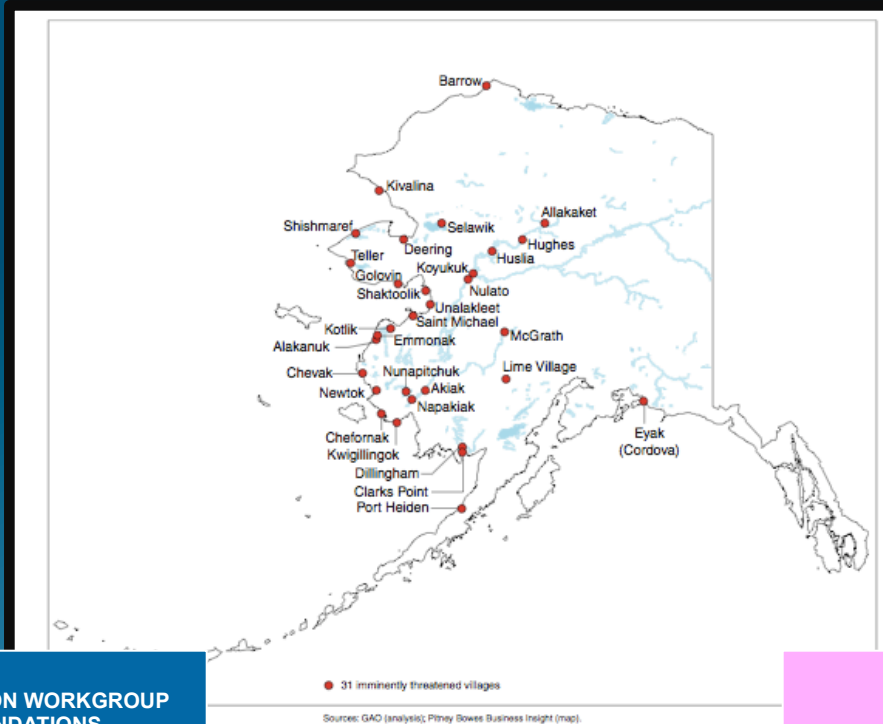 Barrow
Kivalina
Shishmaref
Selawik
Allakaket
Deering
Hughes
Teller
Huslia
Golovin
Koyukuk
Shaktoolik
Nulato
Unalakleet
Saint Michael
Kotlik
McGrath
Alakanuk
Emmonak
Chevak
Nunapitchuk
Lime Village
Newtok
Akiak
Napakiak
Chefornak
Eyak
(Cordova)
Kwigillingok
Dillingham
Clarks Point
Port Heiden
31 imminently threatened villages
WORKGROUP
Sources: GAO (analysis); Pitney Bowes Business Insight (map).